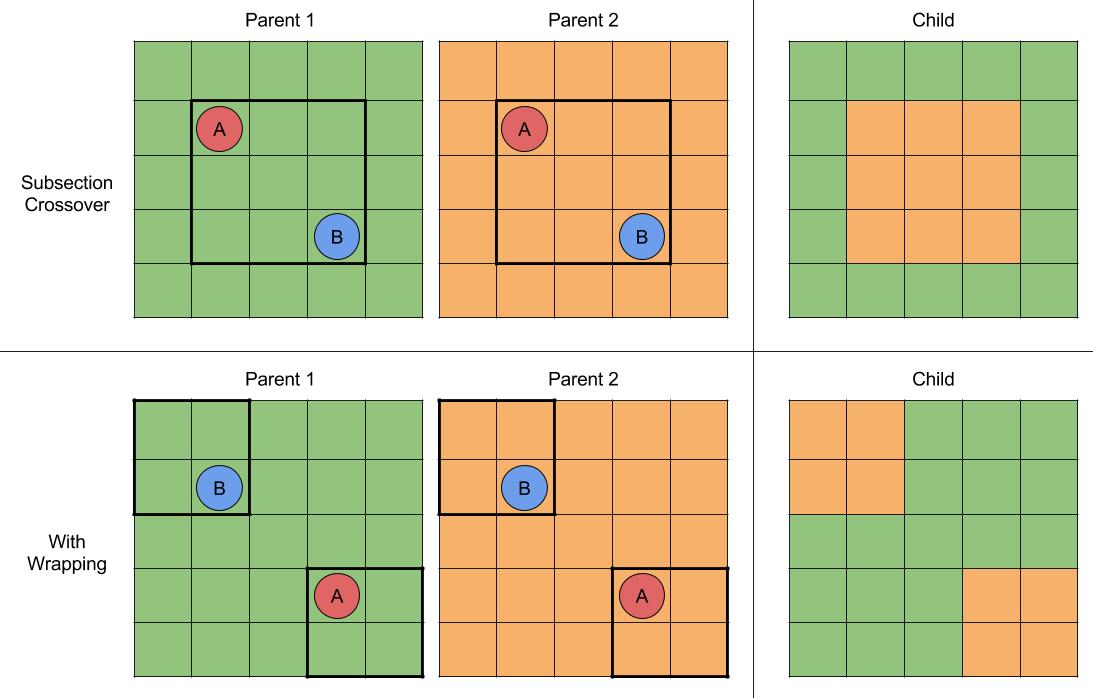 Parent 1
Parent 2
Child
Subsection
Crossover
A
A
B
B
Parent 1
Parent 2
Child
With
Wrapping
B
B
A
A